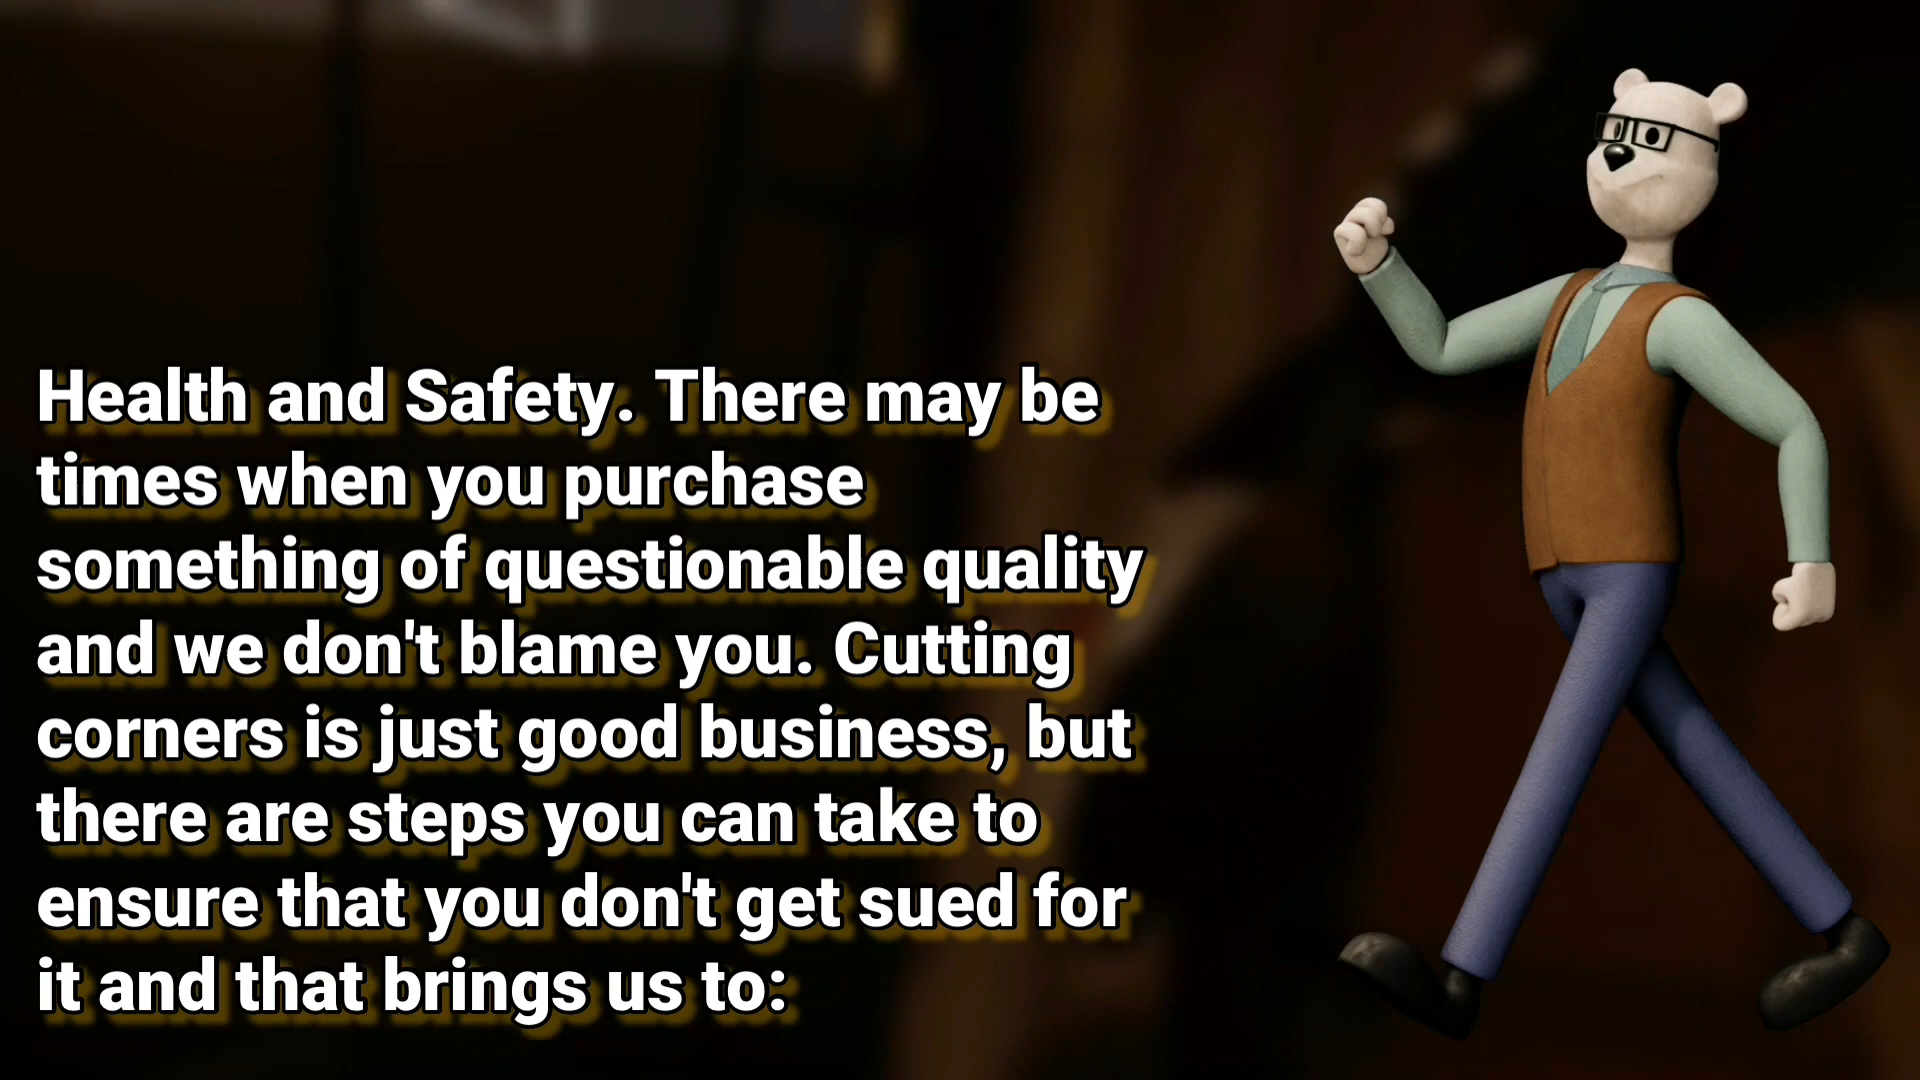 Health and Safety. There may be
times when you purchase
something of questionable quality
and we don't blame you. Cutting
corners is just good business, but
there are steps you can take to
ensure that you don't get sued for
it and that brings us to: